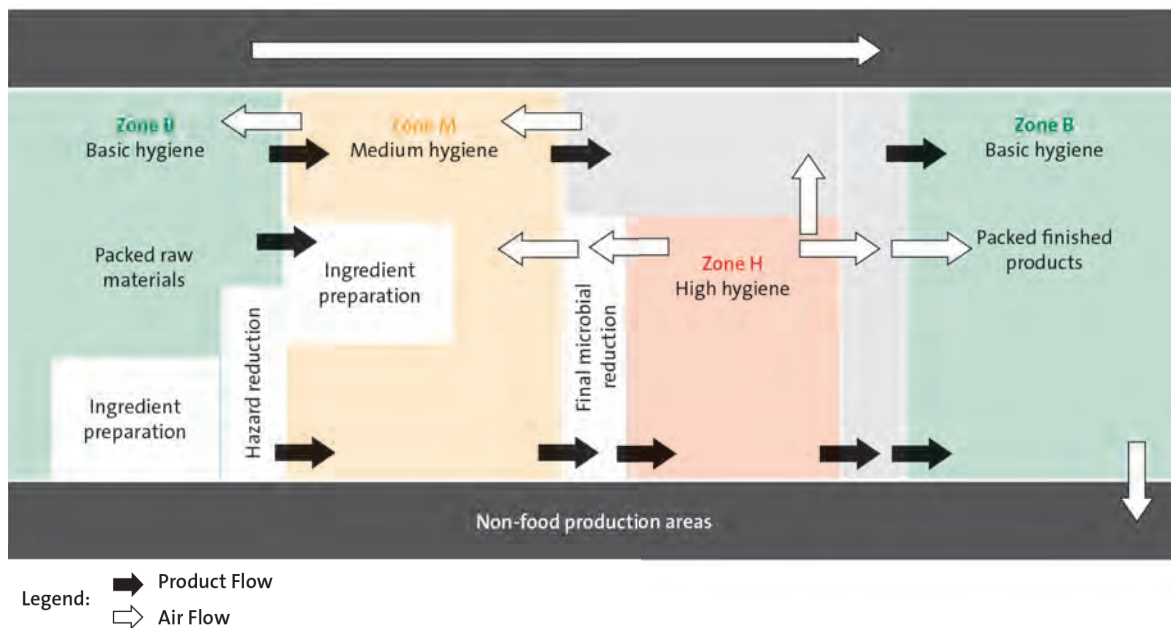 Zone B
Basic hygiene
Zone M
Medium hygiene
Zone B
Basic hygiene
Packed raw
materials
Ingredient
preparation
Zone H
High hygiene
Packed finished
products
Hazard reduction
Final microbial
reduction
Ingredient
preparation
Non-food production areas
Legend:
Product Flow
Air Flow